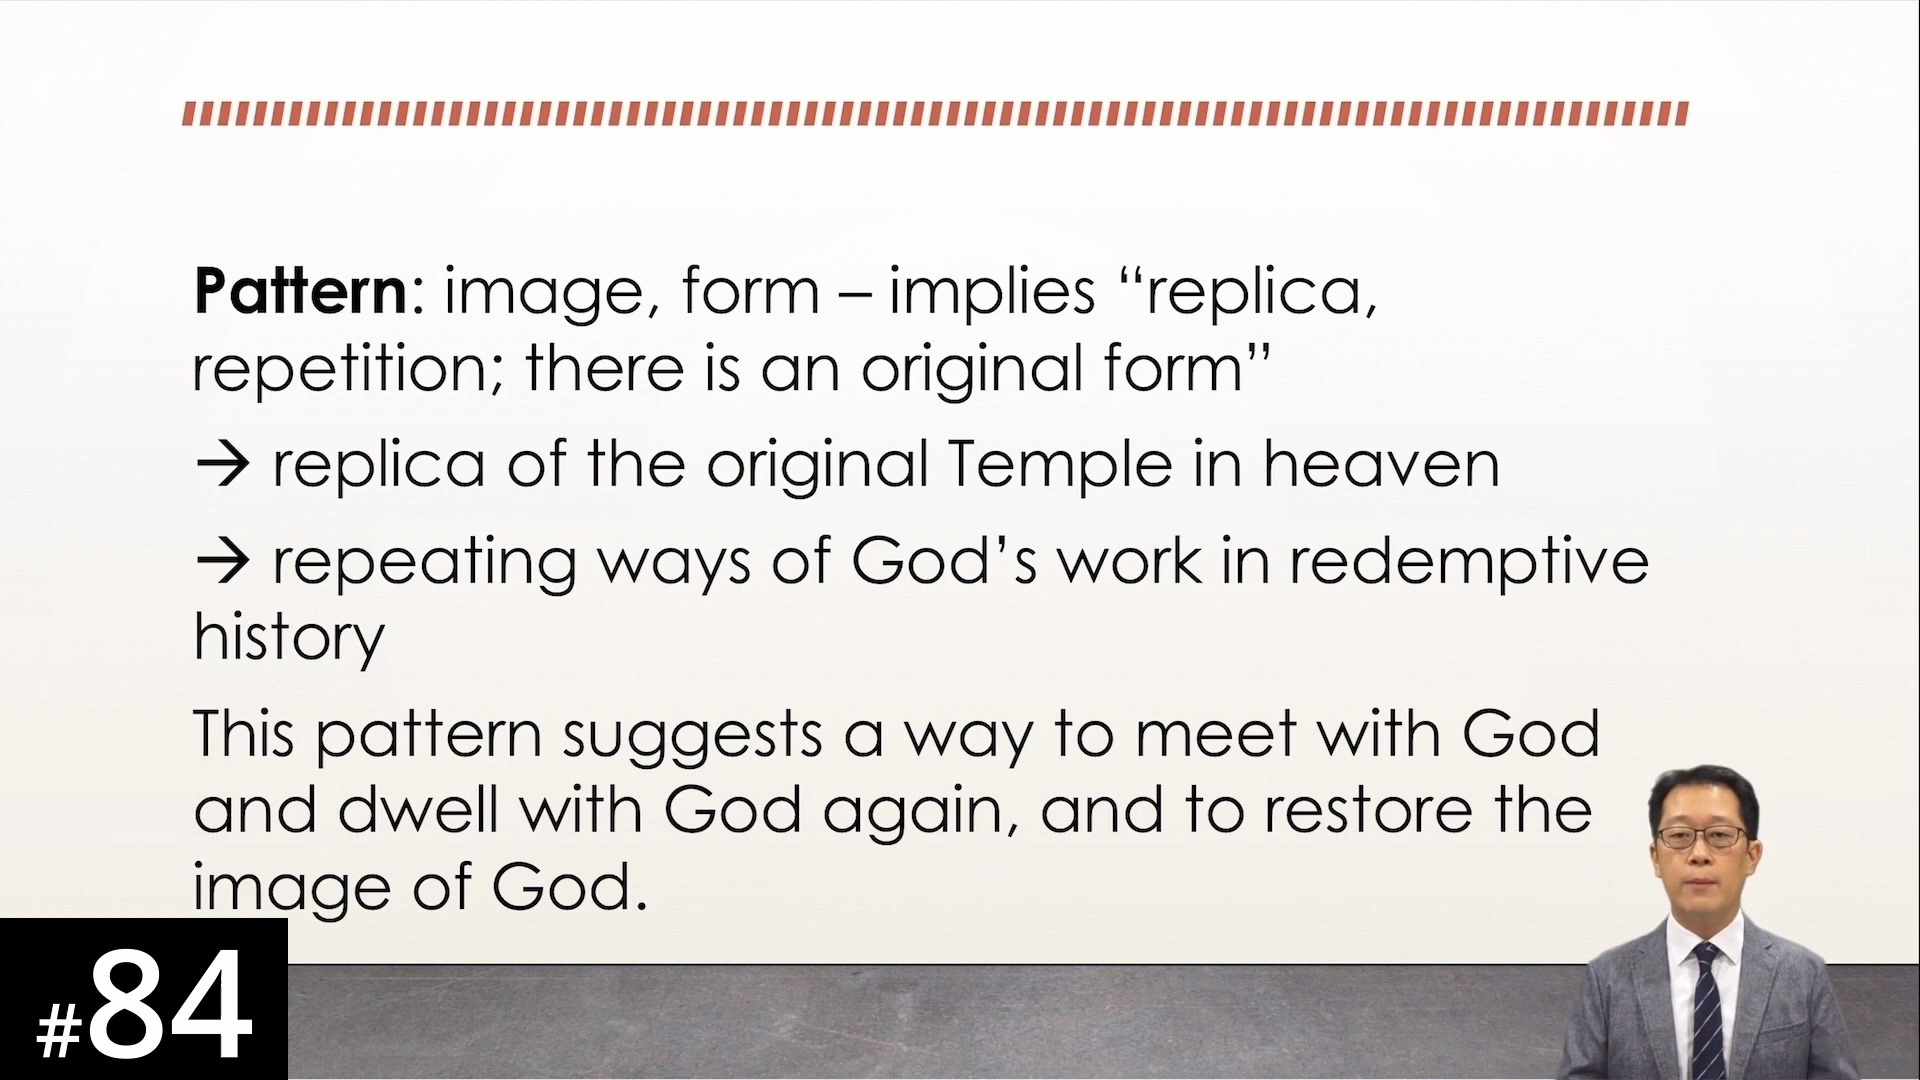 Pattern: image, form – implies “replica,
repetition; there is an original form”
→ replica of the original Temple in heaven
→ repeating ways of God’s work in redemptive
history
This pattern suggests a way to meet with God
and dwell with God again, and to restore the
image of God.
#84